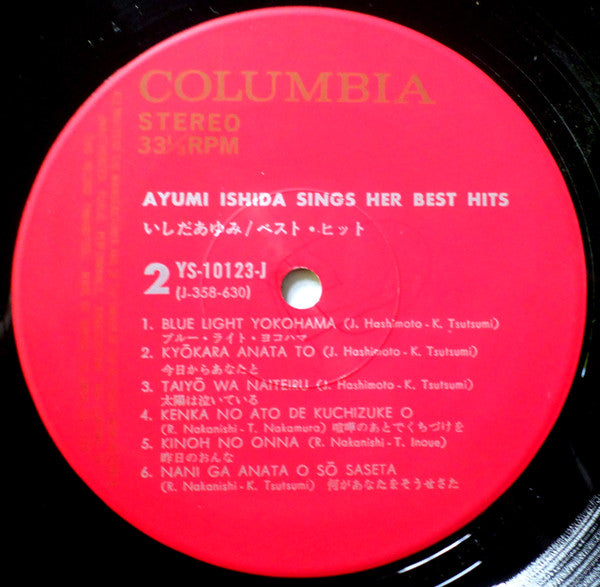 COLUMBIA
STEREO
33⅓RPM
AYUMI ISHIDA SINGS HER BEST HITS
いしだあゆみ/ベスト・ヒット
2 YS-10123-J
(J-358-630)
1. BLUE LIGHT YOKOHAMA (J. Hashimoto-K. Tsutsumi)
ブルー・ライト・ヨコハマ
2. KYŌKARA ANATA TO (J. Hashimoto-K. Tsutsumi)
今日からあなたと
3. TAIYŌ WA NAITEIRU (J. Hashimoto-K. Tsutsumi)
太陽は泣いている
4. KENKA NO ATO DE KUCHIZUKE O
(R. Nakanishi-T. Nakamura) 喧嘩のあとでくちづけを
5. KINOH NO ONNA (R. Nakanishi-T. Inoue)
昨日のおんな
6. NANI GA ANATA O SŌ SASETA
(R. Nakanishi-K. Tsutsumi) 何があなたをそうさせた